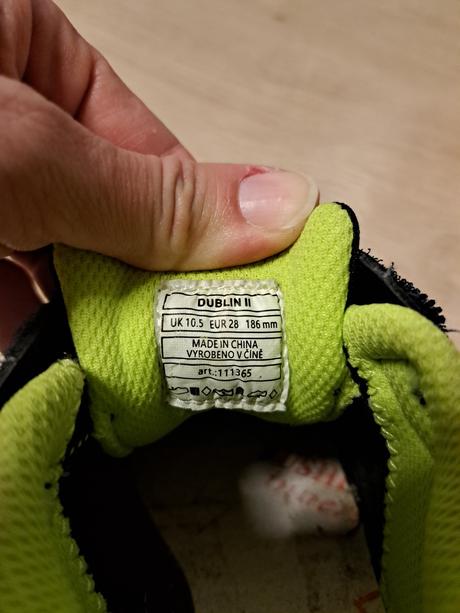 DUBLIN II
UK 10.5 EUR 28 186 mm
MADE IN CHINA
VYROBENO V ČÍNĚ
art.:111365